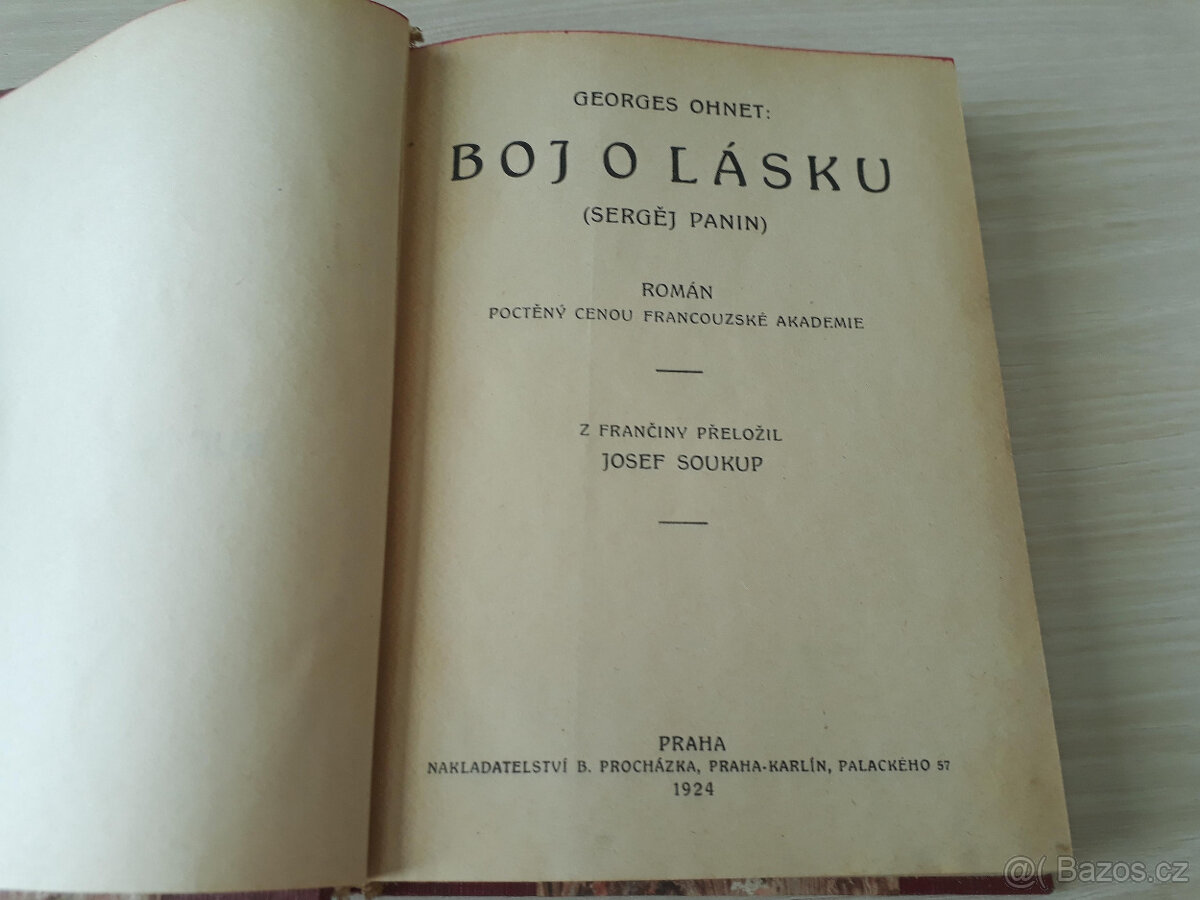 GEORGES OHNET:
BOJ O LÁSKU
(SERGĚJ PANIN)
ROMÁN
POCTĚNÝ CENOU FRANCOUZSKÉ AKADEMIE
Z FRANČINY PŘELOŽIL
JOSEF SOUKUP
PRAHA
NAKLADATELSTVÍ B. PROCHÁZKA, PRAHA-KARLÍN, PALACKÉHO 57
1924
@( Bazos.cz